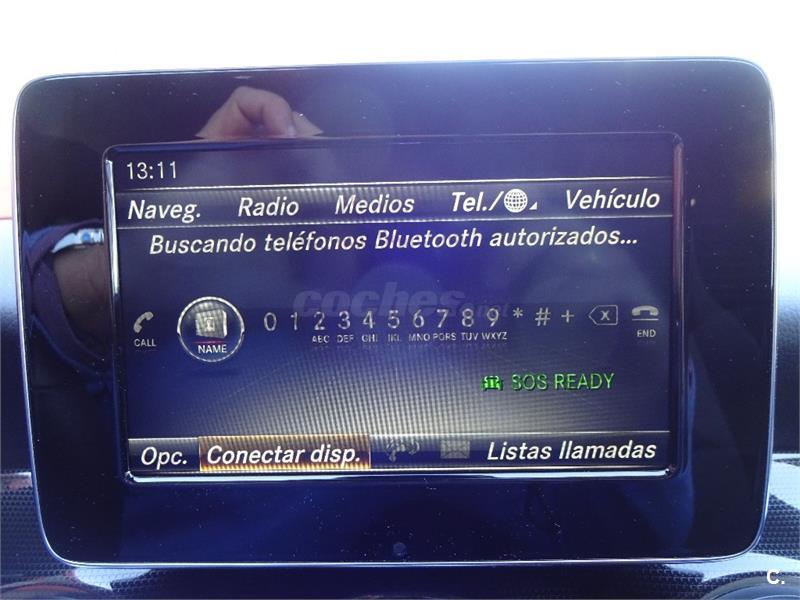 13:11
Naveg. Radio Medios Tel./ Vehículo
Buscando teléfonos Bluetooth autorizados...
coches.net
0 1 2 3 4 5 6 7 8 9 * # +
CALL NAME ABC DEF GHI JKL MNO PQRS TUV WXYZ END
SOS READY
Opc. Conectar disp. Listas llamadas
C.